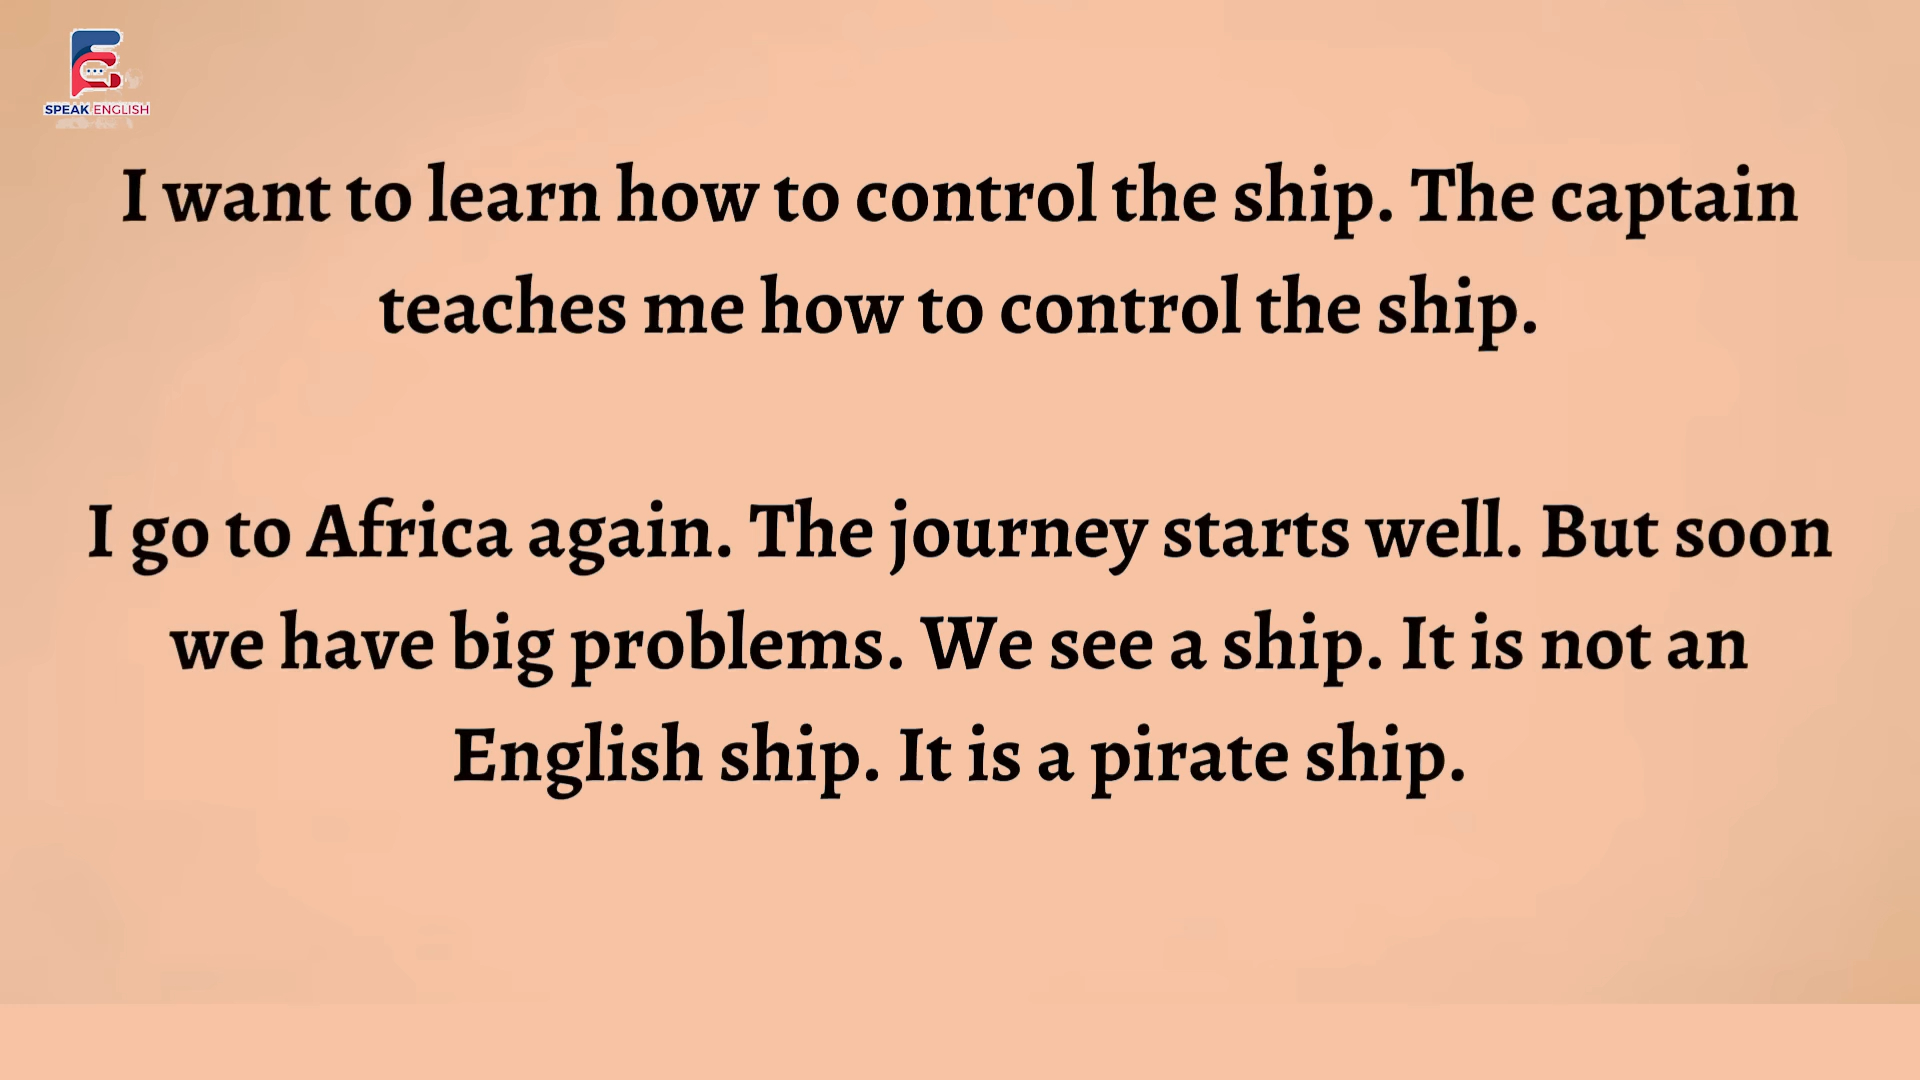 SPEAK ENGLISH
I want to learn how to control the ship. The captain
teaches me how to control the ship.
I go to Africa again. The journey starts well. But soon
we have big problems. We see a ship. It is not an
English ship. It is a pirate ship.